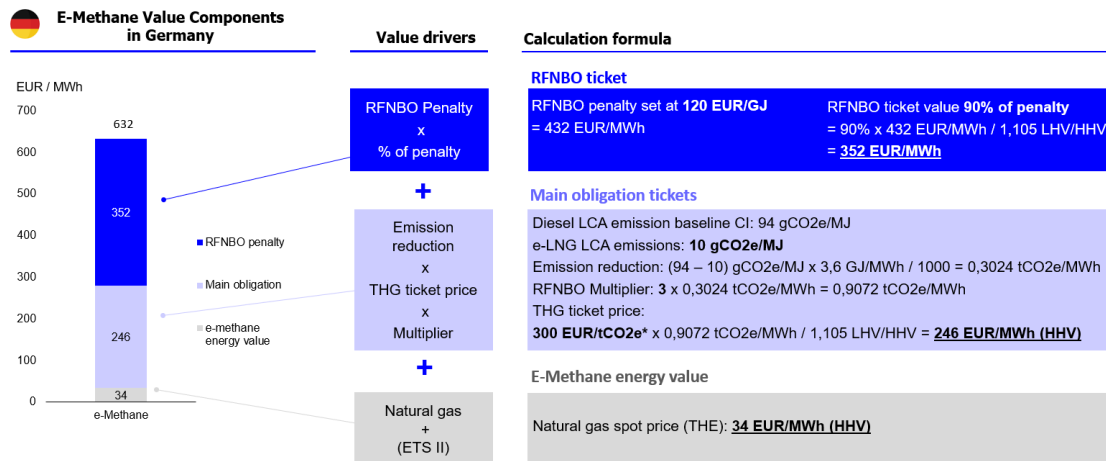 E-Methane Value Components
in Germany
Value drivers
Calculation formula
EUR / MWh
700
600
500
400
300
200
100
0
632
352
246
34
e-Methane
RFNBO penalty
Main obligation
e-methane
energy value
RFNBO Penalty
x
% of penalty
+
Emission
reduction
x
THG ticket price
x
Multiplier
+
Natural gas
+
(ETS II)
RFNBO ticket
RFNBO penalty set at 120 EUR/GJ
= 432 EUR/MWh
RFNBO ticket value 90% of penalty
= 90% x 432 EUR/MWh / 1,105 LHV/HHV
= 352 EUR/MWh
Main obligation tickets
Diesel LCA emission baseline CI: 94 gCO2e/MJ
e-LNG LCA emissions: 10 gCO2e/MJ
Emission reduction: (94 – 10) gCO2e/MJ x 3,6 GJ/MWh / 1000 = 0,3024 tCO2e/MWh
RFNBO Multiplier: 3 x 0,3024 tCO2e/MWh = 0,9072 tCO2e/MWh
THG ticket price:
300 EUR/tCO2e* x 0,9072 tCO2e/MWh / 1,105 LHV/HHV = 246 EUR/MWh (HHV)
E-Methane energy value
Natural gas spot price (THE): 34 EUR/MWh (HHV)